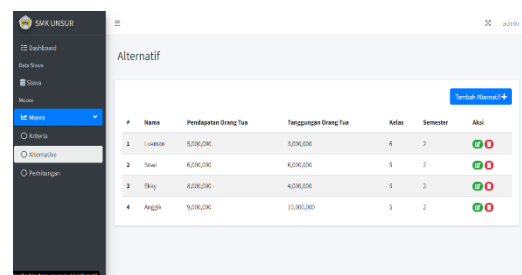 SMK UNSUR
admin
Dashboard
Data Siswa
Siswa
Moora
Moora
Kriteria
Alternative
Perhitungan
Alternatif
Tambah Alternatif
# Nama Pendapatan Orang Tua Tanggungan Orang Tua Kelas Semester Aksi
1 Lukman 5,000,000 3,000,000 6 2
2 Siswi 6,000,000 6,000,000 5 2
3 8,000,000 4,000,000 5 2
4 Anggik 9,000,000 10,000,000 5 2